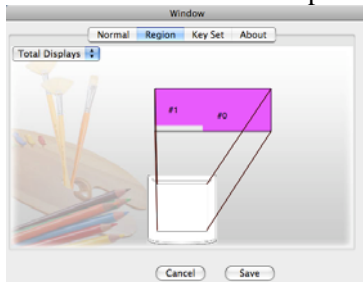 Window
Normal Region Key Set About
Total Displays
#1 #0
Cancel Save